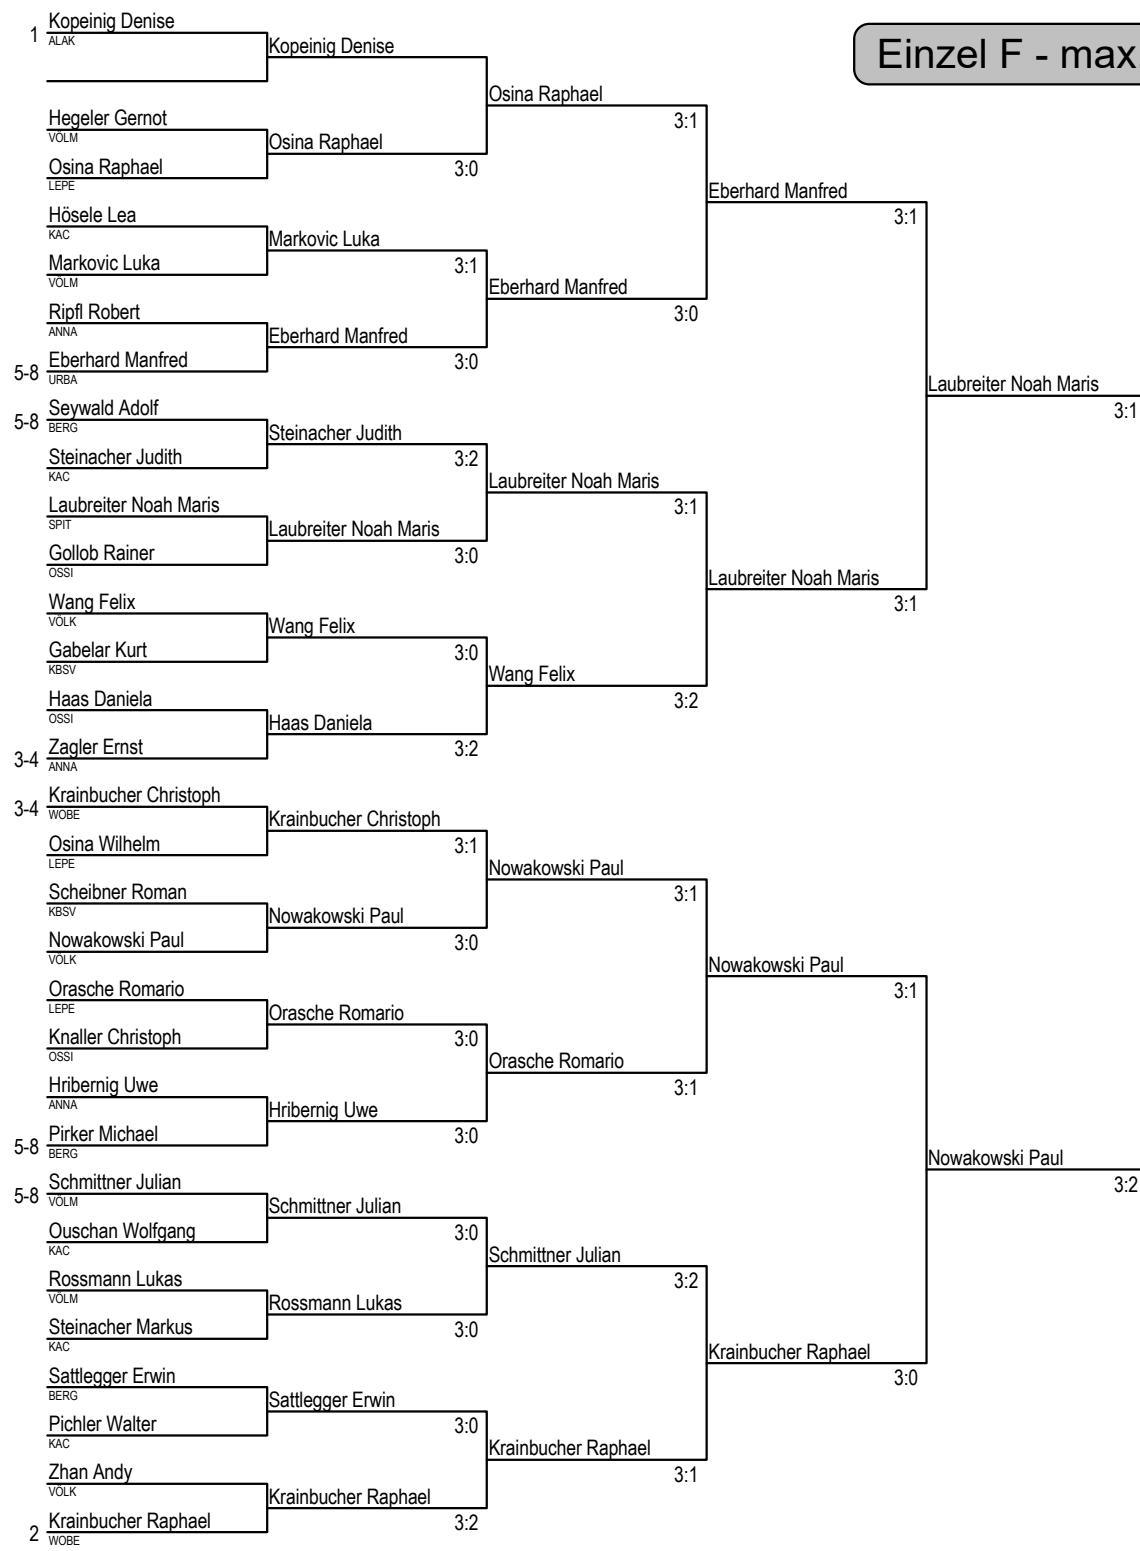 Einzel F - max.
1 Kopeinig Denise
ALAK
Kopeinig Denise
Osina Raphael
3:1
Hegeler Gernot
VÖLM
Osina Raphael
3:0
Osina Raphael
LEPE
Eberhard Manfred
3:1
Hösele Lea
KAC
Markovic Luka
3:1
Markovic Luka
VÖLM
Eberhard Manfred
3:0
Ripfl Robert
ANNA
Eberhard Manfred
3:0
5-8 Eberhard Manfred
URBA
Laubreiter Noah Maris
3:1
5-8 Seywald Adolf
BERG
Steinacher Judith
3:2
Steinacher Judith
KAC
Laubreiter Noah Maris
3:1
Laubreiter Noah Maris
SPIT
Laubreiter Noah Maris
3:0
Gollob Rainer
OSSI
Laubreiter Noah Maris
3:1
Wang Felix
VÖLK
Wang Felix
3:0
Gabelar Kurt
KBSV
Wang Felix
3:2
Haas Daniela
OSSI
Haas Daniela
3:2
3-4 Zagler Ernst
ANNA
3-4 Krainbucher Christoph
WOBE
Krainbucher Christoph
3:1
Osina Wilhelm
LEPE
Nowakowski Paul
3:1
Scheibner Roman
KBSV
Nowakowski Paul
3:0
Nowakowski Paul
VÖLK
Nowakowski Paul
3:1
Orasche Romario
LEPE
Orasche Romario
3:0
Knaller Christoph
OSSI
Orasche Romario
3:1
Hribernig Uwe
ANNA
Hribernig Uwe
3:0
5-8 Pirker Michael
BERG
Nowakowski Paul
3:2
5-8 Schmittner Julian
VÖLM
Schmittner Julian
3:0
Ouschan Wolfgang
KAC
Schmittner Julian
3:2
Rossmann Lukas
VÖLM
Rossmann Lukas
3:0
Steinacher Markus
KAC
Krainbucher Raphael
3:0
Sattlegger Erwin
BERG
Sattlegger Erwin
3:0
Pichler Walter
KAC
Krainbucher Raphael
3:1
Zhan Andy
VÖLK
Krainbucher Raphael
3:2
2 Krainbucher Raphael
WOBE